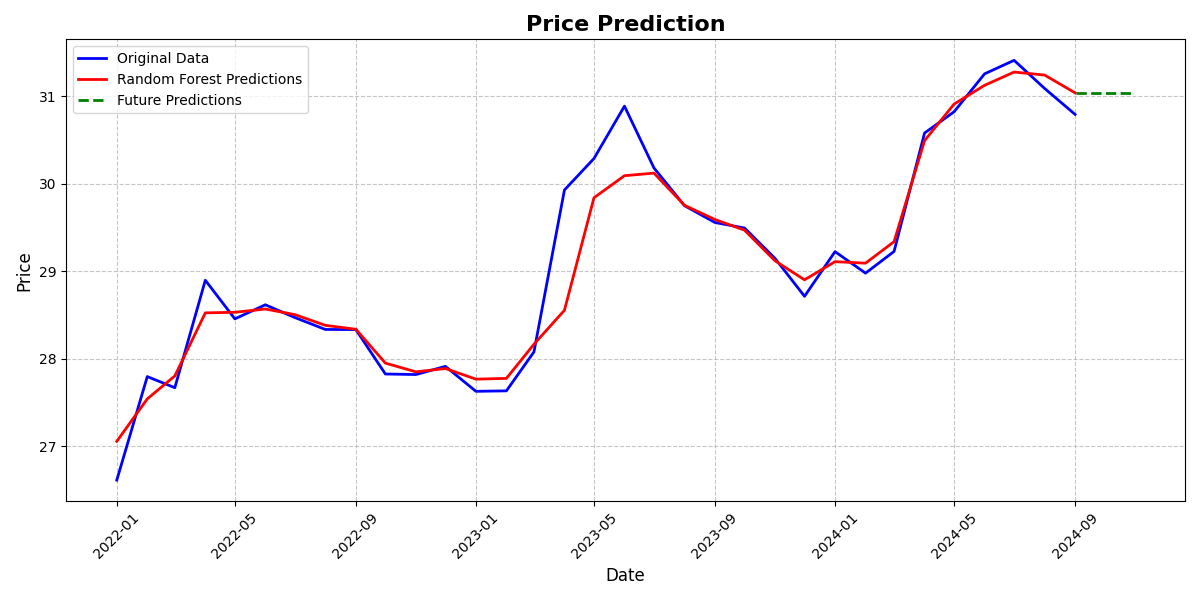 Price Prediction
Original Data
Random Forest Predictions
Future Predictions
Price
31
30
29
28
27
2022-01
2022-05
2022-09
2023-01
2023-05
2023-09
2024-01
2024-05
2024-09
Date